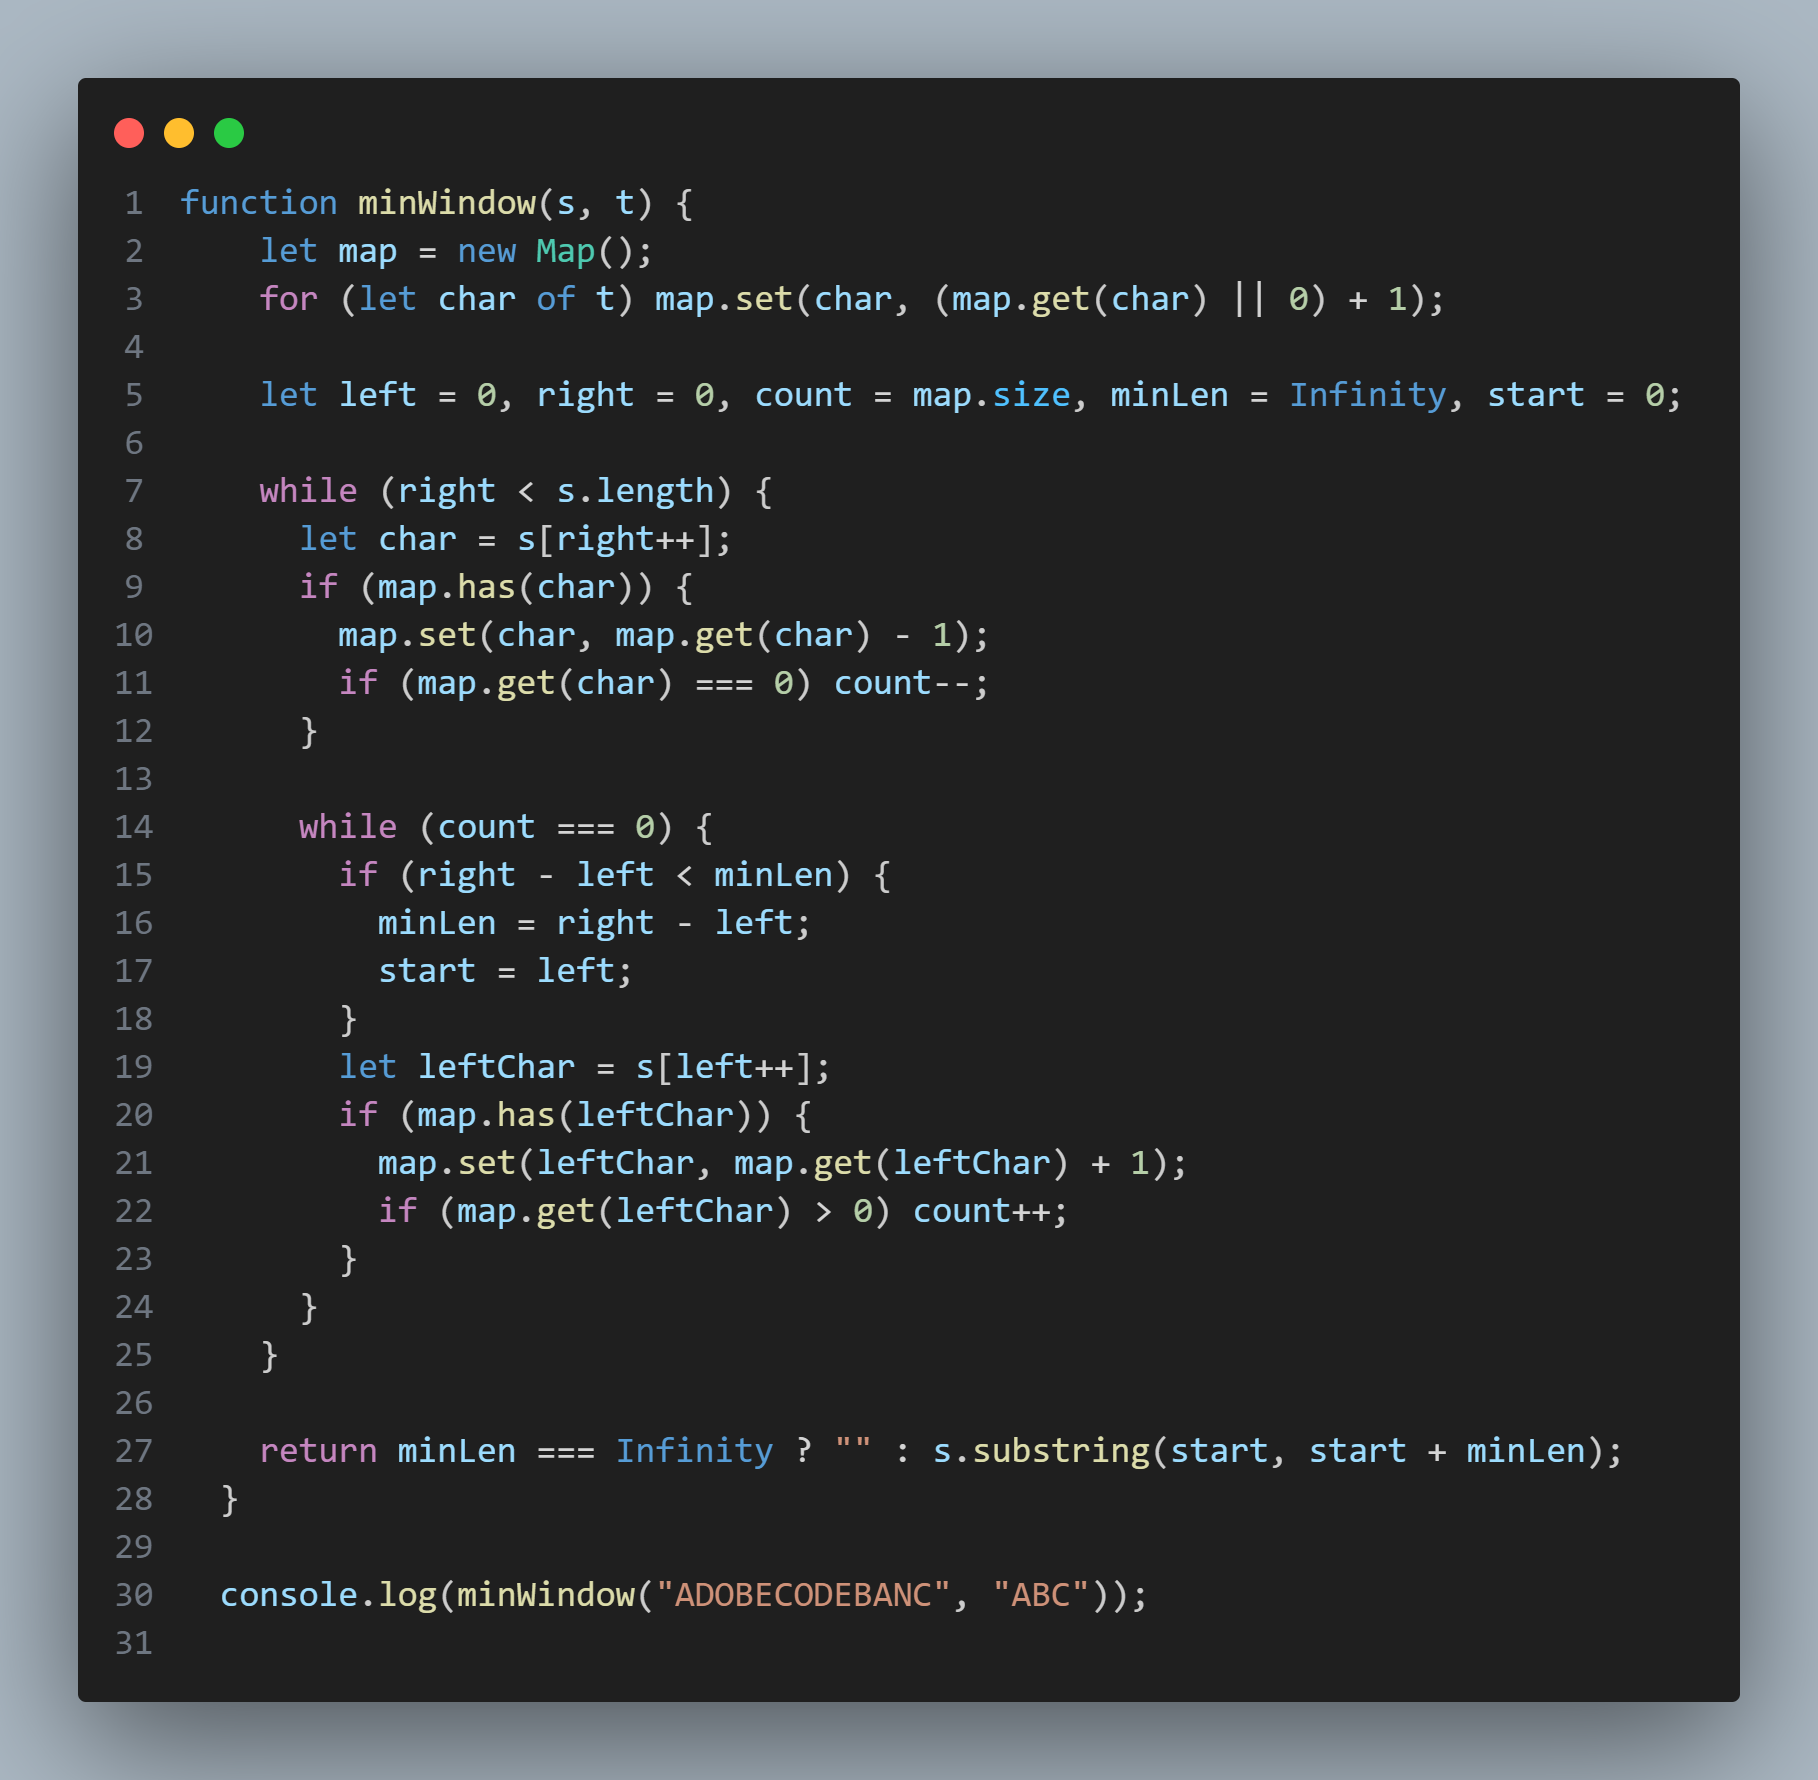 1 function minWindow(s, t) {
2     let map = new Map();
3     for (let char of t) map.set(char, (map.get(char) || 0) + 1);
4
5     let left = 0, right = 0, count = map.size, minLen = Infinity, start = 0;
6
7     while (right < s.length) {
8       let char = s[right++];
9       if (map.has(char)) {
10         map.set(char, map.get(char) - 1);
11         if (map.get(char) === 0) count--;
12       }
13
14       while (count === 0) {
15         if (right - left < minLen) {
16           minLen = right - left;
17           start = left;
18         }
19         let leftChar = s[left++];
20         if (map.has(leftChar)) {
21           map.set(leftChar, map.get(leftChar) + 1);
22           if (map.get(leftChar) > 0) count++;
23         }
24       }
25     }
26
27     return minLen === Infinity ? "" : s.substring(start, start + minLen);
28   }
29
30   console.log(minWindow("ADOBECODEBANC", "ABC"));
31